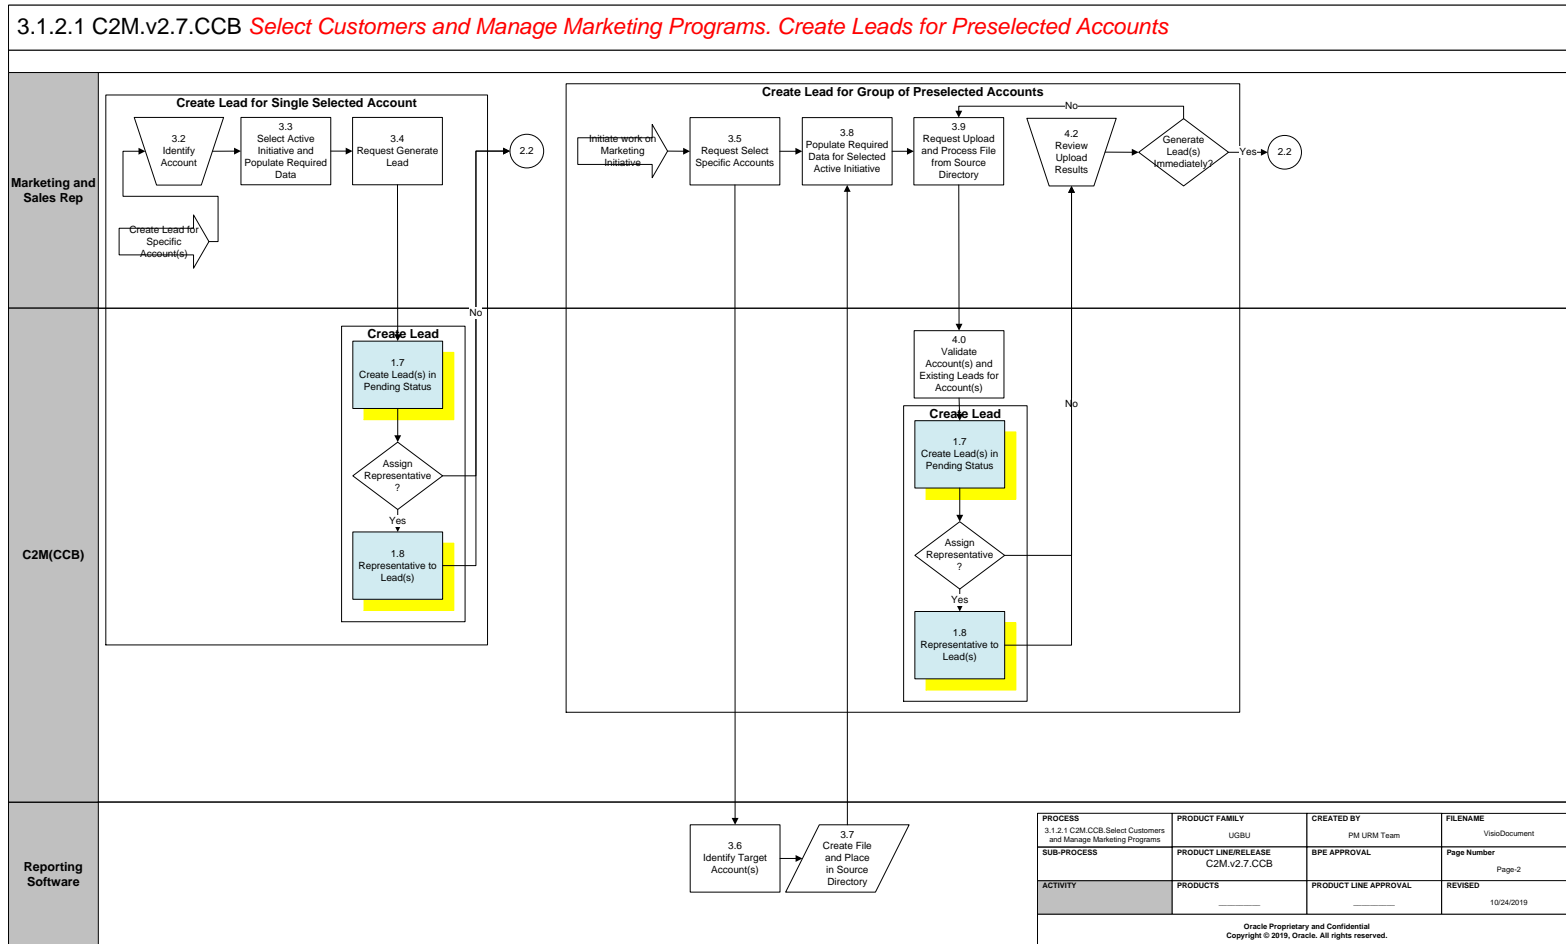 3.1.2.1 C2M.v2.7.CCB Select Customers and Manage Marketing Programs. Create Leads for Preselected Accounts
Marketing and
Sales Rep
Create Lead for Single Selected Account
3.2
Identify
Account
3.3
Select Active
Initiative and
Populate Required
Data
3.4
Request Generate
Lead
2.2
Create Lead for
Specific
Account(s)
No
Create Lead for Group of Preselected Accounts
Initiate work on
Marketing
Initiative
3.5
Request Select
Specific Accounts
3.8
Populate Required
Data for Selected
Active Initiative
3.9
Request Upload
and Process File
from Source
Directory
No
4.2
Review
Upload
Results
Generate
Lead(s)
Immediately?
Yes
2.2
C2M(CCB)
Create Lead
1.7
Create Lead(s) in
Pending Status
Assign
Representative
?
Yes
1.8
Representative to
Lead(s)
4.0
Validate
Account(s) and
Existing Leads for
Account(s)
Create Lead
1.7
Create Lead(s) in
Pending Status
No
Assign
Representative
?
Yes
1.8
Representative to
Lead(s)
Reporting
Software
3.6
Identify Target
Account(s)
3.7
Create File
and Place
in Source
Directory
PROCESS
3.1.2.1 C2M.CCB.Select Customers
and Manage Marketing Programs
PRODUCT FAMILY
UGBU
CREATED BY
PM URM Team
FILENAME
VisioDocument
SUB-PROCESS
PRODUCT LINE/RELEASE
C2M.v2.7.CCB
BPE APPROVAL
Page Number
Page-2
ACTIVITY
PRODUCTS
PRODUCT LINE APPROVAL
REVISED
10/24/2019
Oracle Proprietary and Confidential
Copyright © 2019, Oracle. All rights reserved.